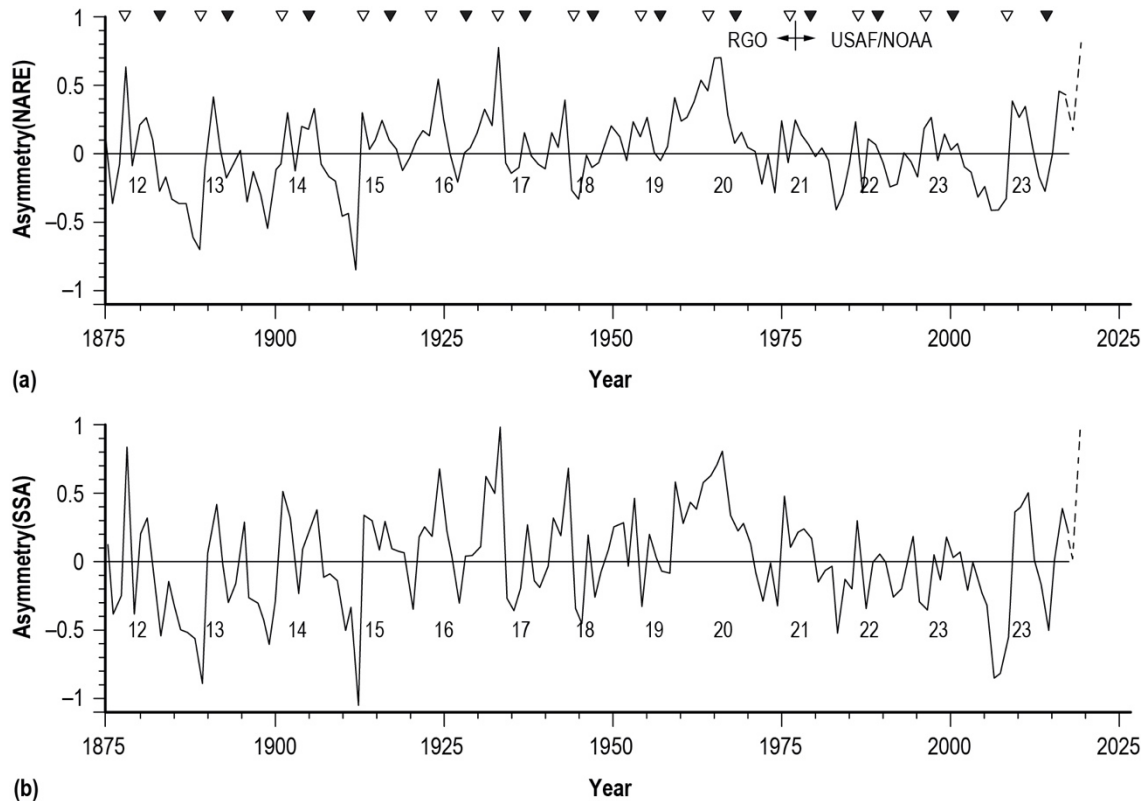 1
RGO USAF/NOAA
0.5
0
12 13 14 15 16 17 18 19 20 21 22 23 23
–0.5
–1
Asymmetry(NARE)
1875 1900 1925 1950 1975 2000 2025
Year
(a)
1
0.5
0
12 13 14 15 16 17 18 19 20 21 22 23 23
–0.5
–1
Asymmetry(SSA)
1875 1900 1925 1950 1975 2000 2025
Year
(b)